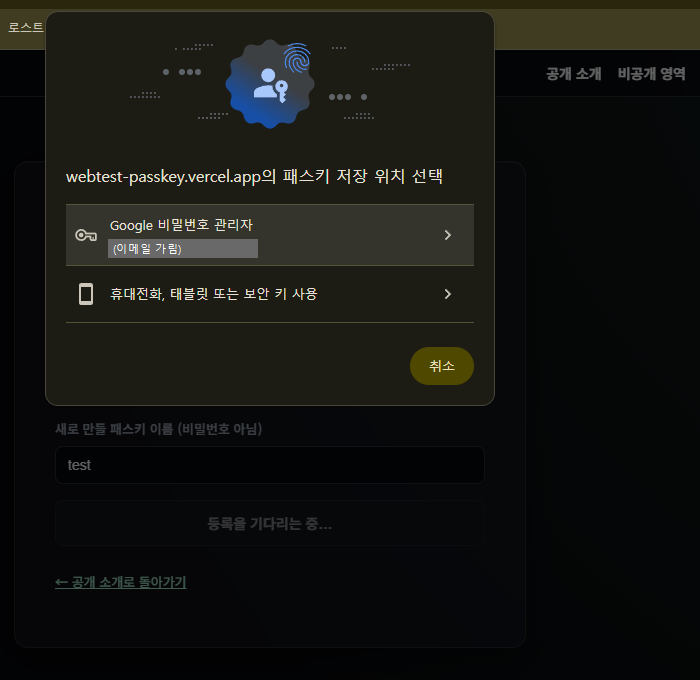 로스트
공개 소개 비공개 영역
webtest-passkey.vercel.app의 패스키 저장 위치 선택
Google 비밀번호 관리자
(이메일 가림)
휴대전화, 태블릿 또는 보안 키 사용
취소
새로 만들 패스키 이름 (비밀번호 아님)
test
등록을 기다리는 중...
← 공개 소개로 돌아가기